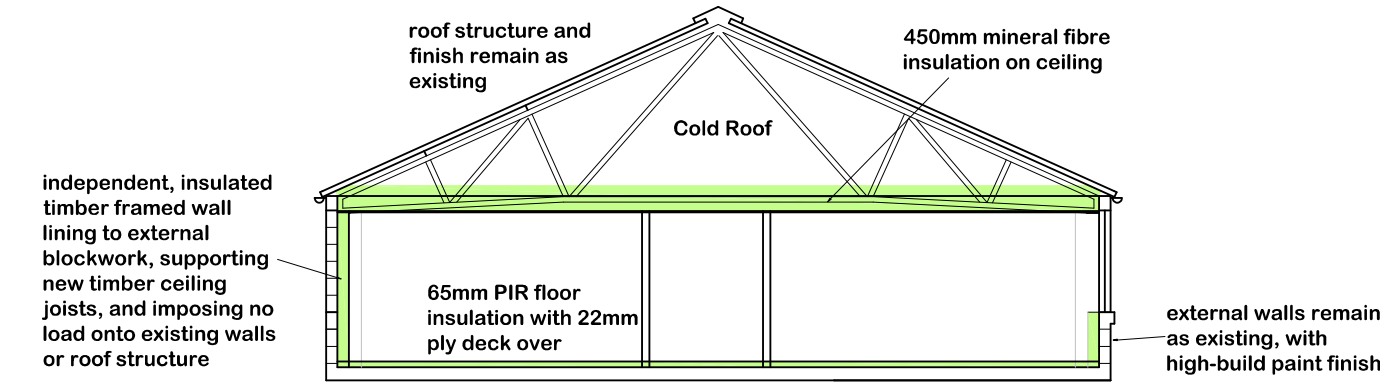 roof structure and
finish remain as
existing
450mm mineral fibre
insulation on ceiling
Cold Roof
independent, insulated
timber framed wall
lining to external
blockwork, supporting
new timber ceiling
joists, and imposing no
load onto existing walls
or roof structure
65mm PIR floor
insulation with 22mm
ply deck over
external walls remain
as existing, with
high-build paint finish